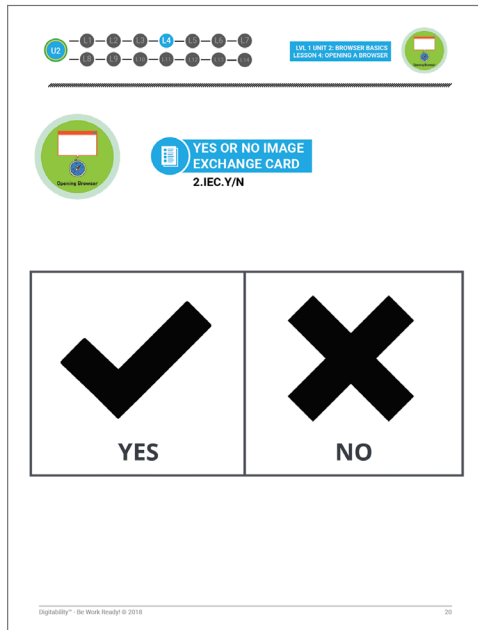 U2
L1 L2 L3 L4 L5 L6 L7
L8 L9 L10 L11 L12 L13 L14
LVL 1 UNIT 2: BROWSER BASICS
LESSON 4: OPENING A BROWSER
Opening Browser
Opening Browser
YES OR NO IMAGE
EXCHANGE CARD
2.IEC.Y/N
YES
NO
Digitability™ - Be Work Ready! © 2018
20